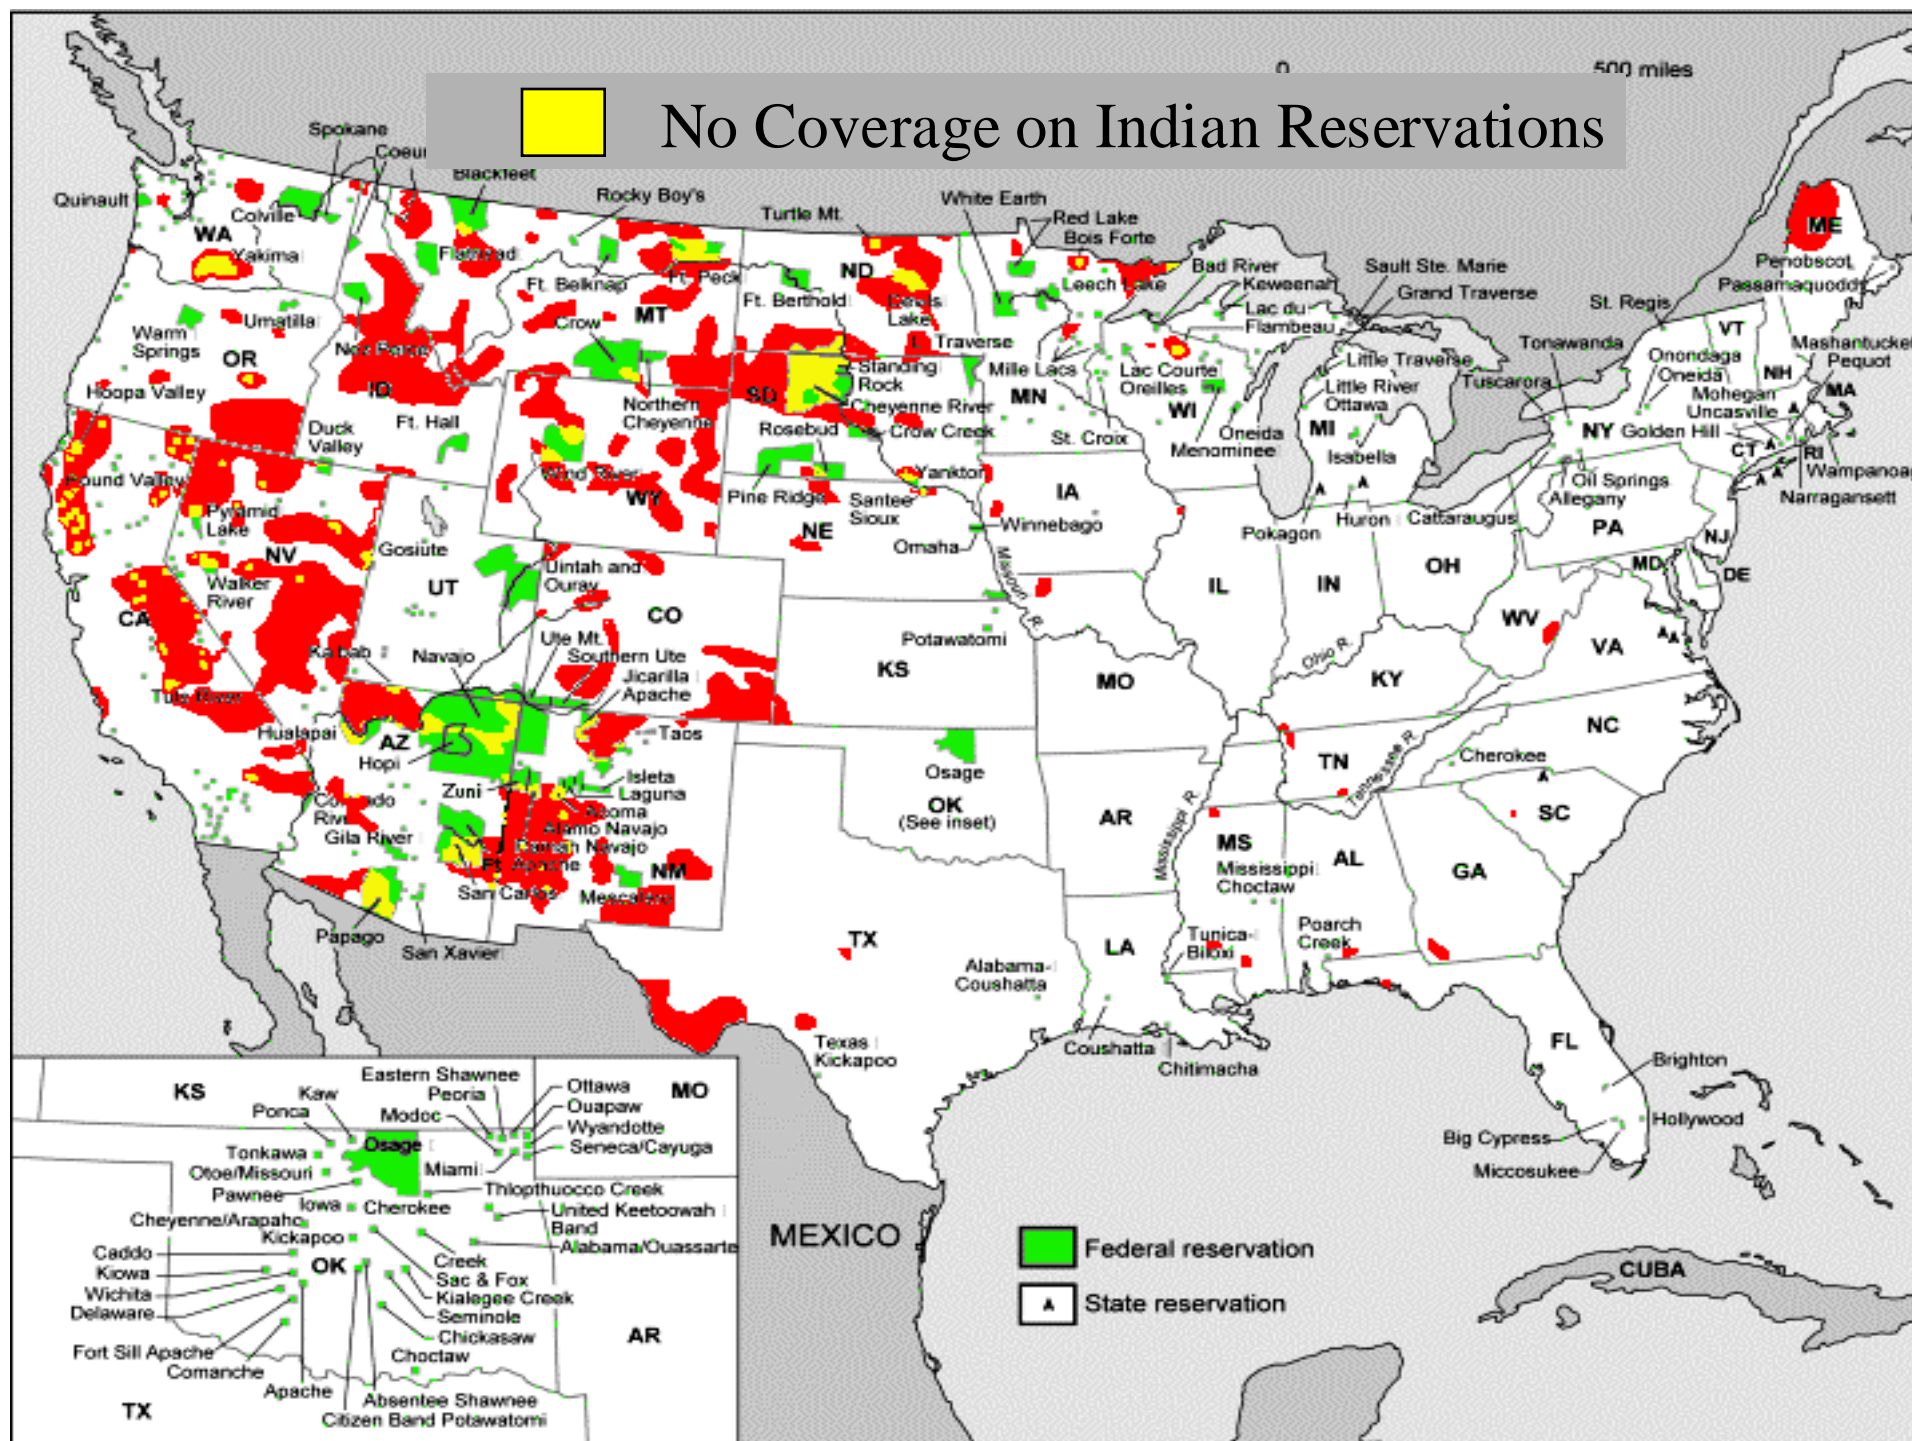 0
500 miles
No Coverage on Indian Reservations
Spokane
Coeur
Blackfeet
Quinault
Colville
WA
Yakima
Rocky Boy's
Flathead
Ft. Belknap
Ft. Peck
Turtle Mt.
White Earth
Red Lake
Bois Forte
ND
Ft. Berthold
Devils
Lake
L. Traverse
Leech Lake
Bad River
Keweenah
Lac du
Flambeau
Sault Ste. Marie
Grand Traverse
St. Regis
Penobscot
Passamaquoddy
ME
VT
NH
MA
Mashantucket
Pequot
Tonawanda
Onondaga
Oneida
Mohegan
Uncasville
Tuscarora
NY
Golden Hill
CT
RI
Wampanoag
Narragansett
Oil Springs
Allegany
Cattaraugus
Warm
Springs
Umatilla
OR
Hoopa Valley
Nez Perce
ID
Ft. Hall
Duck
Valley
Crow
MT
Northern
Cheyenne
SD
Standing
Rock
Cheyenne River
Crow Creek
Rosebud
Pine Ridge
Yankton
Santee
Sioux
Mille Lacs
MN
St. Croix
Lac Courte
Oreilles
WI
Menominee
Oneida
Little Traverse
Little River
Ottawa
MI
Isabella
Pokagon
Huron
Round Valley
Pyramid
Lake
NV
Walker
River
CA
Tule River
Gosiute
UT
Uintah and
Ouray
Wind River
WY
NE
Winnebago
Omaha
IA
Missouri R.
IL
IN
OH
PA
NJ
MD
DE
WV
VA
CO
Ute Mt.
Southern Ute
Jicarilla
Apache
Kaibab
Navajo
Potawatomi
KS
MO
Ohio R.
KY
NC
Hualapai
AZ
Hopi
Zuni
Taos
Isleta
Laguna
Acoma
Alamo Navajo
Ramah Navajo
Ft. Apache
Colorado
River
Gila River
San Carlos
Mescalero
NM
Papago
San Xavier
Osage
OK
(See inset)
AR
TN
Tennessee R.
Cherokee
SC
Mississippi R.
MS
Mississippi
Choctaw
AL
GA
TX
LA
Tunica-
Biloxi
Poarch
Creek
Alabama-
Coushatta
Texas
Kickapoo
Coushatta
Chitimacha
FL
Brighton
Hollywood
Big Cypress
Miccosukee
KS
MO
Eastern Shawnee
Peoria
Modoc
Kaw
Ponca
Ottawa
Quapaw
Wyandotte
Seneca/Cayuga
Tonkawa
Otoe/Missouri
Pawnee
Osage
Miami
Iowa
Cherokee
Thlopthuocco Creek
United Keetoowah
Band
Alabama/Quassarte
Cheyenne/Arapaho
Kickapoo
Caddo
Kiowa
Wichita
Delaware
OK
Creek
Sac & Fox
Kialegee Creek
Seminole
Chickasaw
Choctaw
Fort Sill Apache
Comanche
Apache
Absentee Shawnee
Citizen Band Potawatomi
TX
AR
MEXICO
Federal reservation
A State reservation
CUBA